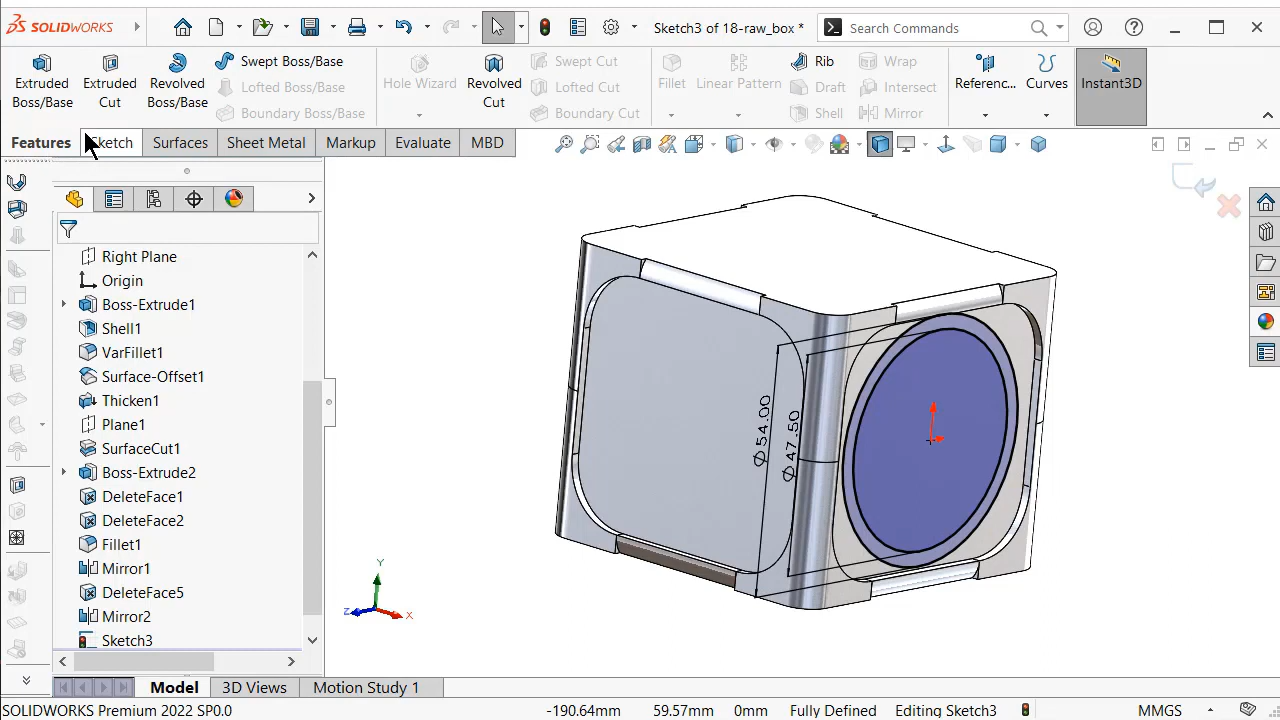 SOLIDWORKS
Sketch3 of 18-raw_box *
Search Commands
Extruded Boss/Base
Extruded Cut
Revolved Boss/Base
Swept Boss/Base
Lofted Boss/Base
Boundary Boss/Base
Hole Wizard
Revolved Cut
Swept Cut
Lofted Cut
Boundary Cut
Fillet
Linear Pattern
Rib
Draft
Shell
Wrap
Intersect
Mirror
Referenc...
Curves
Instant3D
Features
Sketch
Surfaces
Sheet Metal
Markup
Evaluate
MBD
Right Plane
Origin
Boss-Extrude1
Shell1
VarFillet1
Surface-Offset1
Thicken1
Plane1
SurfaceCut1
Boss-Extrude2
DeleteFace1
DeleteFace2
Fillet1
Mirror1
DeleteFace5
Mirror2
Sketch3
Φ54.00
Φ47.50
Y
Z
X
Model
3D Views
Motion Study 1
SOLIDWORKS Premium 2022 SP0.0
-190.64mm
59.57mm
0mm
Fully Defined
Editing Sketch3
MMGS